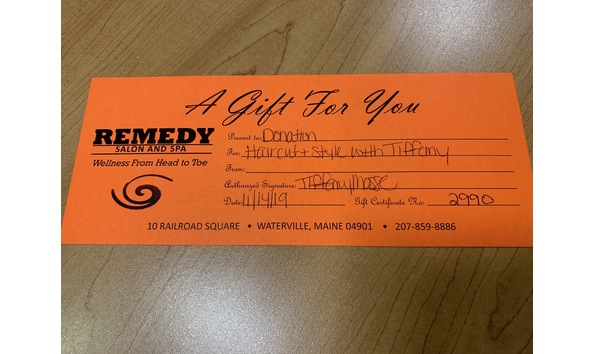 A Gift For You
REMEDY
SALON AND SPA
Wellness From Head to Toe
Present to: Donation
For: Haircut + Style with Tiffany
From:
Authorized Signature: Tiffany Masse
Date: 11/14/19 Gift Certificate No: 2990
10 RAILROAD SQUARE • WATERVILLE, MAINE 04901 • 207-859-8886